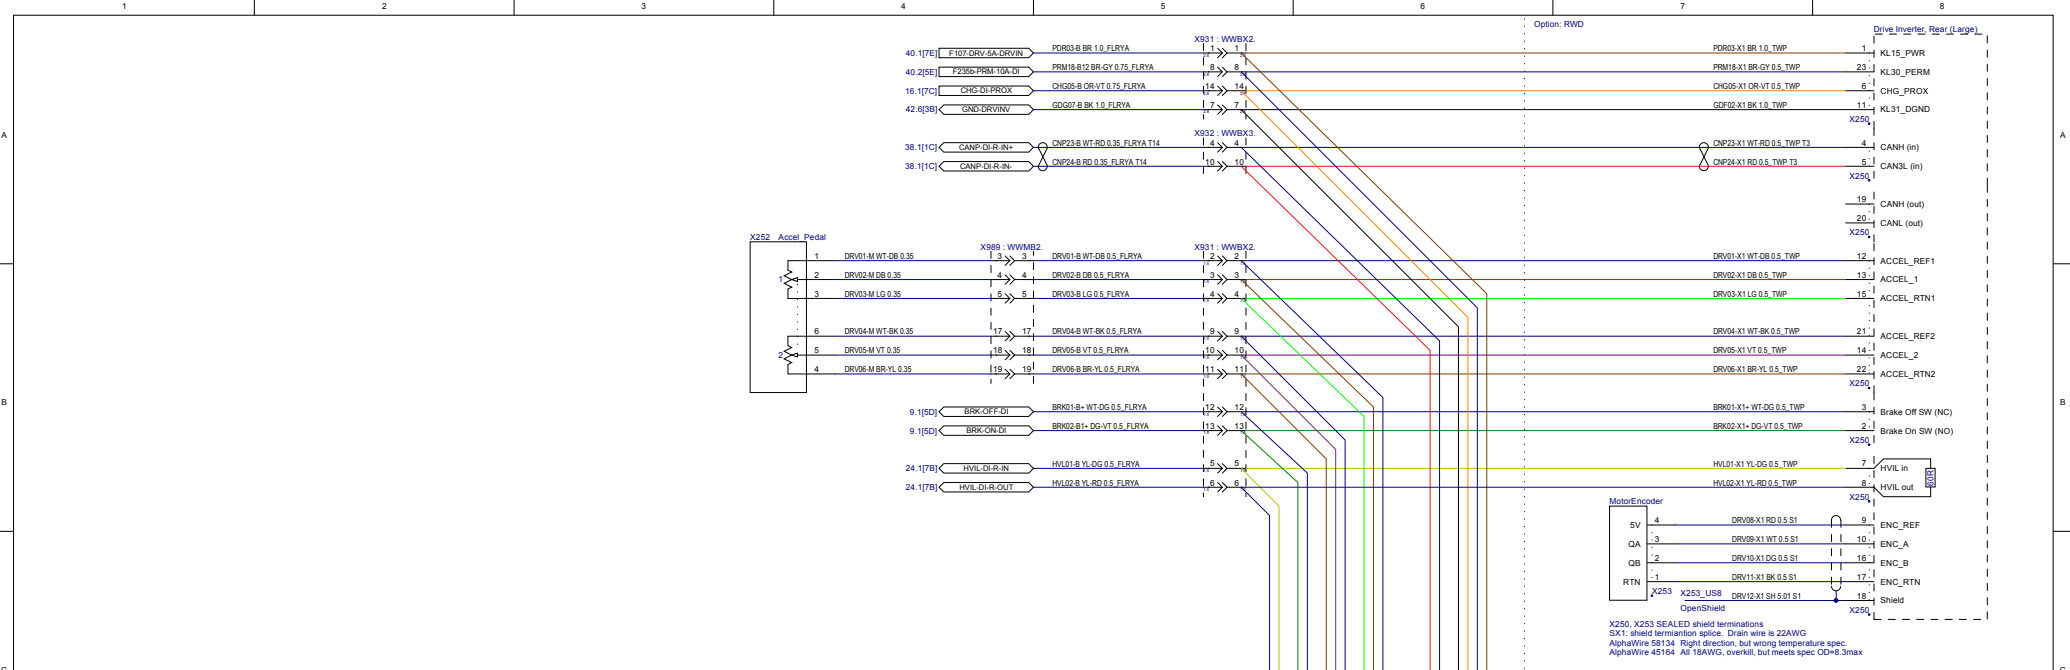 1 2 3 4 5 6 7 8
Option: RWD
Drive Inverter, Rear (Large)
X931 : WWBX2.
40.1[7E] F107-DRV-5A-DRVIN PDR03-B BR 1.0_FLRYA 1 1 PDR03-X1 BR 1.0_TWP 1 KL15_PWR
40.2[5E] F235b-PRM-10A-DI PRM18-B12 BR-GY 0.75_FLRYA 8 8 PRM18-X1 BR-GY 0.5_TWP 23 KL30_PERM
16.1[7C] CHG-DI-PROX CHG05-B OR-VT 0.75_FLRYA 14 14 CHG05-X1 OR-VT 0.5_TWP 6 CHG_PROX
42.6[3B] GND-DRVINV GDG07-B BK 1.0_FLRYA 7 7 GDF02-X1 BK 1.0_TWP 11 KL31_DGND
X250
A X932 : WWBX3. A
38.1[1C] CANP-DI-R-IN+ CNP23-B WT-RD 0.35_FLRYA T14 4 4 CNP23-X1 WT-RD 0.5_TWP T3 4 CANH (in)
38.1[1C] CANP-DI-R-IN- CNP24-B RD 0.35_FLRYA T14 10 10 CNP24-X1 RD 0.5_TWP T3 5 CAN3L (in)
X250
19 CANH (out)
20 CANL (out)
X250
X252 Accel Pedal
X989 : WWMB2. X931 : WWBX2.
1 DRV01-M WT-DB 0.35 3 3 DRV01-B WT-DB 0.5_FLRYA 2 2 DRV01-X1 WT-DB 0.5_TWP 12 ACCEL_REF1
1 2 DRV02-M DB 0.35 4 4 DRV02-B DB 0.5_FLRYA 3 3 DRV02-X1 DB 0.5_TWP 13 ACCEL_1
3 DRV03-M LG 0.35 5 5 DRV03-B LG 0.5_FLRYA 4 4 DRV03-X1 LG 0.5_TWP 15 ACCEL_RTN1
6 DRV04-M WT-BK 0.35 17 17 DRV04-B WT-BK 0.5_FLRYA 9 9 DRV04-X1 WT-BK 0.5_TWP 21 ACCEL_REF2
2 5 DRV05-M VT 0.35 18 18 DRV05-B VT 0.5_FLRYA 10 10 DRV05-X1 VT 0.5_TWP 14 ACCEL_2
4 DRV06-M BR-YL 0.35 19 19 DRV06-B BR-YL 0.5_FLRYA 11 11 DRV06-X1 BR-YL 0.5_TWP 22 ACCEL_RTN2
X250
B B
9.1[5D] BRK-OFF-DI BRK01-B+ WT-DG 0.5_FLRYA 12 12 BRK01-X1+ WT-DG 0.5_TWP 3 Brake Off SW (NC)
9.1[5D] BRK-ON-DI BRK02-B1+ DG-VT 0.5_FLRYA 13 13 BRK02-X1+ DG-VT 0.5_TWP 2 Brake On SW (NO)
X250
24.1[7B] HVIL-DI-R-IN HVL01-B YL-DG 0.5_FLRYA 5 5 HVL01-X1 YL-DG 0.5_TWP 7 HVIL in
60R
24.1[7B] HVIL-DI-R-OUT HVL02-B YL-RD 0.5_FLRYA 6 6 HVL02-X1 YL-RD 0.5_TWP 8 HVIL out
X250
MotorEncoder
5V 4 DRV08-X1 RD 0.5 S1 9 ENC_REF
QA 3 DRV09-X1 WT 0.5 S1 10 ENC_A
QB 2 DRV10-X1 DG 0.5 S1 16 ENC_B
RTN 1 DRV11-X1 BK 0.5 S1 17 ENC_RTN
X253 X253_US8 DRV12-X1 SH 5.01 S1 18 Shield
OpenShield X250
X250, X253 SEALED shield terminations
SX1: shield termiantion splice. Drain wire is 22AWG
AlphaWire 58134 Right direction, but wrong temperature spec.
AlphaWire 45164 All 18AWG, overkill, but meets spec OD=8.3max